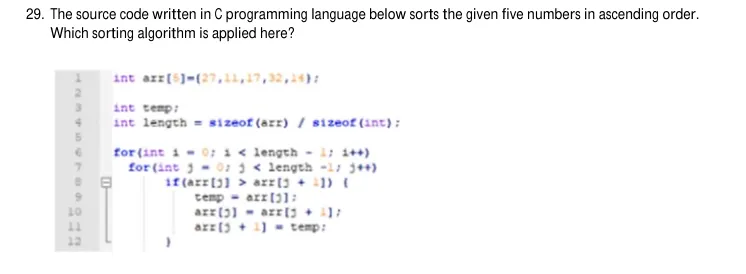 29. The source code written in C programming language below sorts the given five numbers in ascending order.
Which sorting algorithm is applied here?
1 int arr[5]={27,11,17,32,14};
2
3 int temp;
4 int length = sizeof(arr) / sizeof(int);
5
6 for(int i = 0; i < length - 1; i++)
7 for(int j = 0; j < length -1; j++)
8 if(arr[j] > arr[j + 1]) {
9 temp = arr[j];
10 arr[j] = arr[j + 1];
11 arr[j + 1] = temp;
12 }